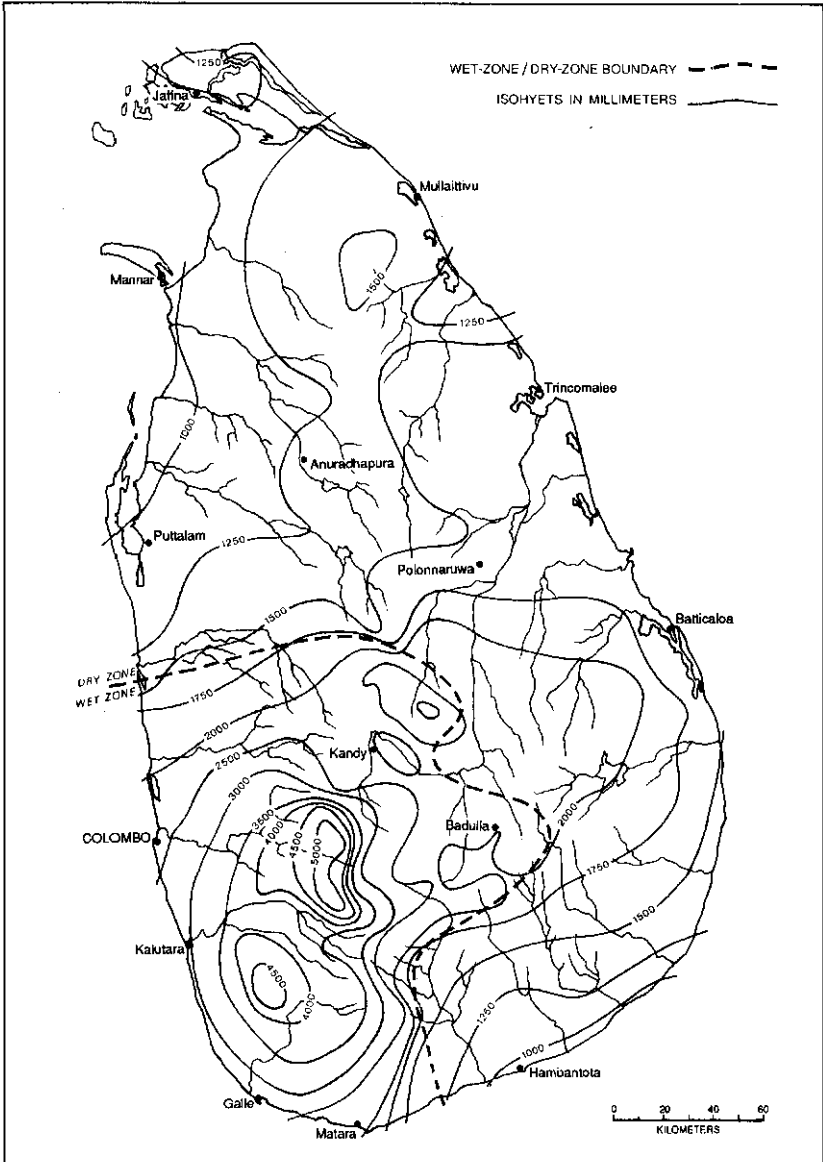 WET-ZONE / DRY-ZONE BOUNDARY
ISOHYETS IN MILLIMETERS
1250
Jaffna
Mullaittivu
Mannar
1500
1250
Trincomalee
1000
Anuradhapura
Puttalam
1250
Polonnaruwa
1500
Batticaloa
DRY ZONE
WET ZONE
1750
2000
Kandy
2500
3000
3500
4000
4500
5000
COLOMBO
Badulla
2000
1750
1500
Kalutara
4500
4000
1250
1000
Hambantota
Galle
Matara
0 20 40 60
KILOMETERS